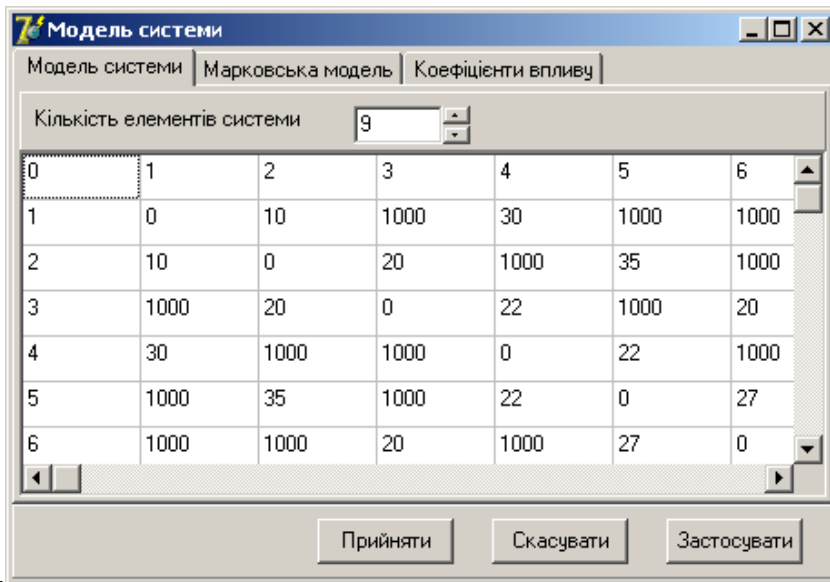 Модель системи
Модель системи Марковська модель Коефіцієнти впливу
Кількість елементів системи 9
0 1 2 3 4 5 6
1 0 10 1000 30 1000 1000
2 10 0 20 1000 35 1000
3 1000 20 0 22 1000 20
4 30 1000 1000 0 22 1000
5 1000 35 1000 22 0 27
6 1000 1000 20 1000 27 0
Прийняти Скасувати Застосувати